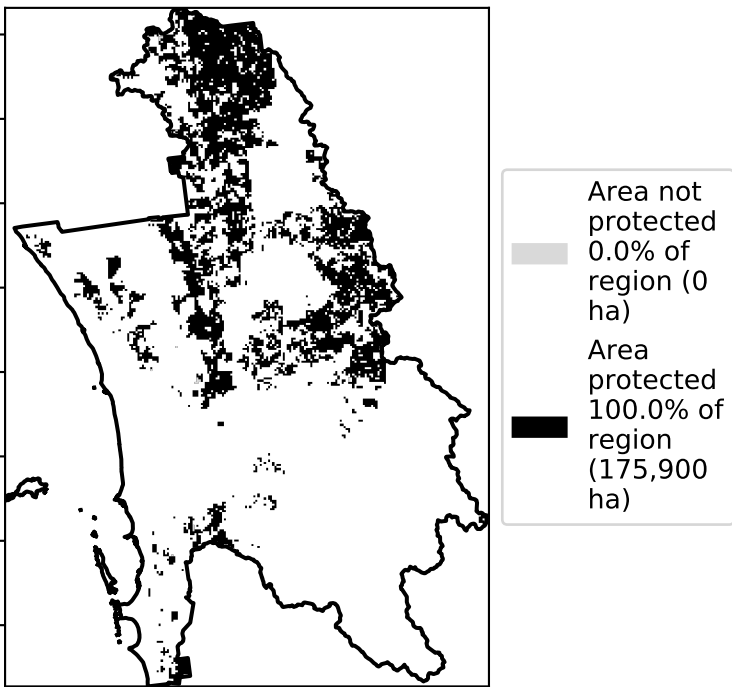 Area not
protected
0.0% of
region (0
ha)
Area
protected
100.0% of
region
(175,900
ha)